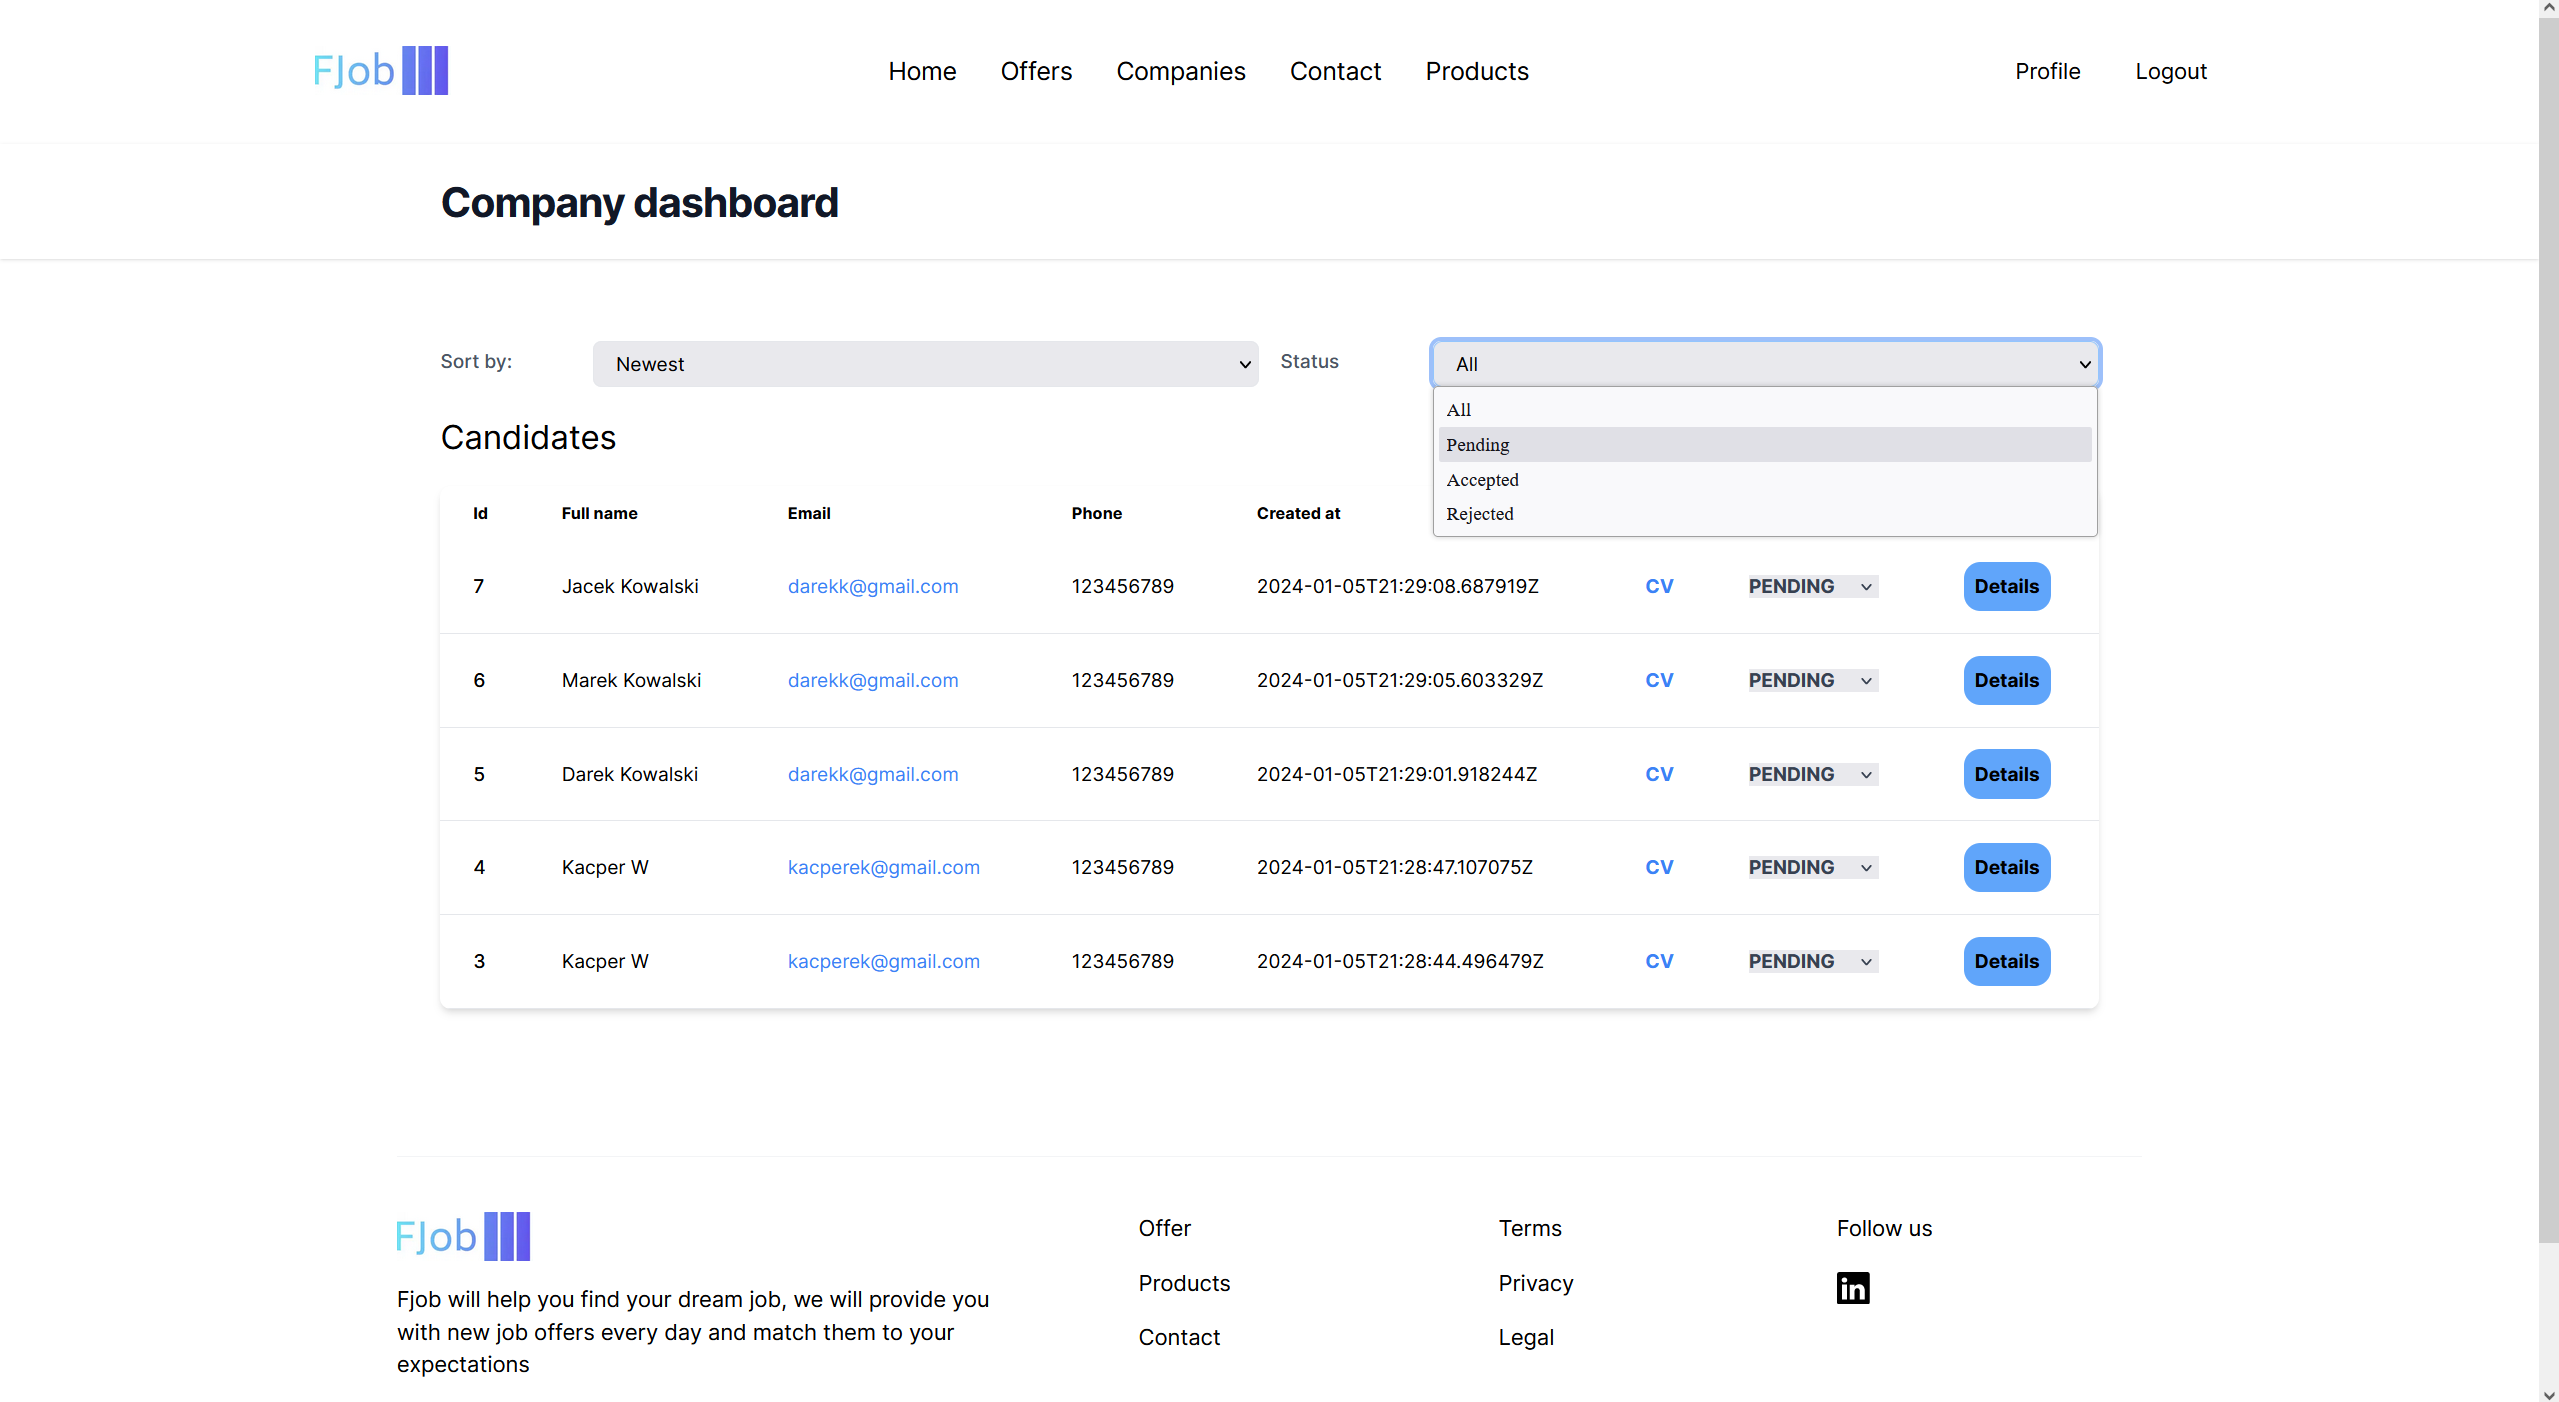 FJob
Home Offers Companies Contact Products
Profile Logout
Company dashboard
Sort by: Newest Status All
All
Pending
Accepted
Rejected
Candidates
Id Full name Email Phone Created at
7 Jacek Kowalski darekk@gmail.com 123456789 2024-01-05T21:29:08.687919Z CV PENDING Details
6 Marek Kowalski darekk@gmail.com 123456789 2024-01-05T21:29:05.603329Z CV PENDING Details
5 Darek Kowalski darekk@gmail.com 123456789 2024-01-05T21:29:01.918244Z CV PENDING Details
4 Kacper W kacperek@gmail.com 123456789 2024-01-05T21:28:47.107075Z CV PENDING Details
3 Kacper W kacperek@gmail.com 123456789 2024-01-05T21:28:44.496479Z CV PENDING Details
FJob
Fjob will help you find your dream job, we will provide you
with new job offers every day and match them to your
expectations
Offer
Products
Contact
Terms
Privacy
Legal
Follow us
in